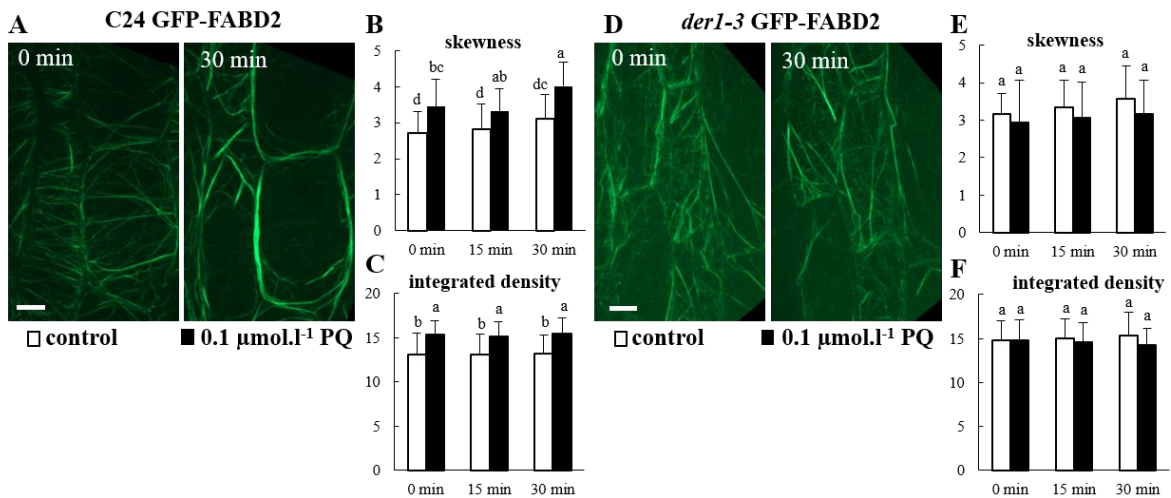 A
C24 GFP-FABD2
0 min
30 min
□ control
■ 0.1 µmol.l⁻¹ PQ
B
skewness
5
4
3
2
1
0
d
bc
d
ab
dc
a
0 min
15 min
30 min
C
integrated density
20
15
10
5
0
b
a
b
a
b
a
0 min
15 min
30 min
D
der1-3 GFP-FABD2
0 min
30 min
□ control
■ 0.1 µmol.l⁻¹ PQ
E
skewness
5
4
3
2
1
0
a
a
a
a
a
a
0 min
15 min
30 min
F
integrated density
20
15
10
5
0
a
a
a
a
a
a
0 min
15 min
30 min